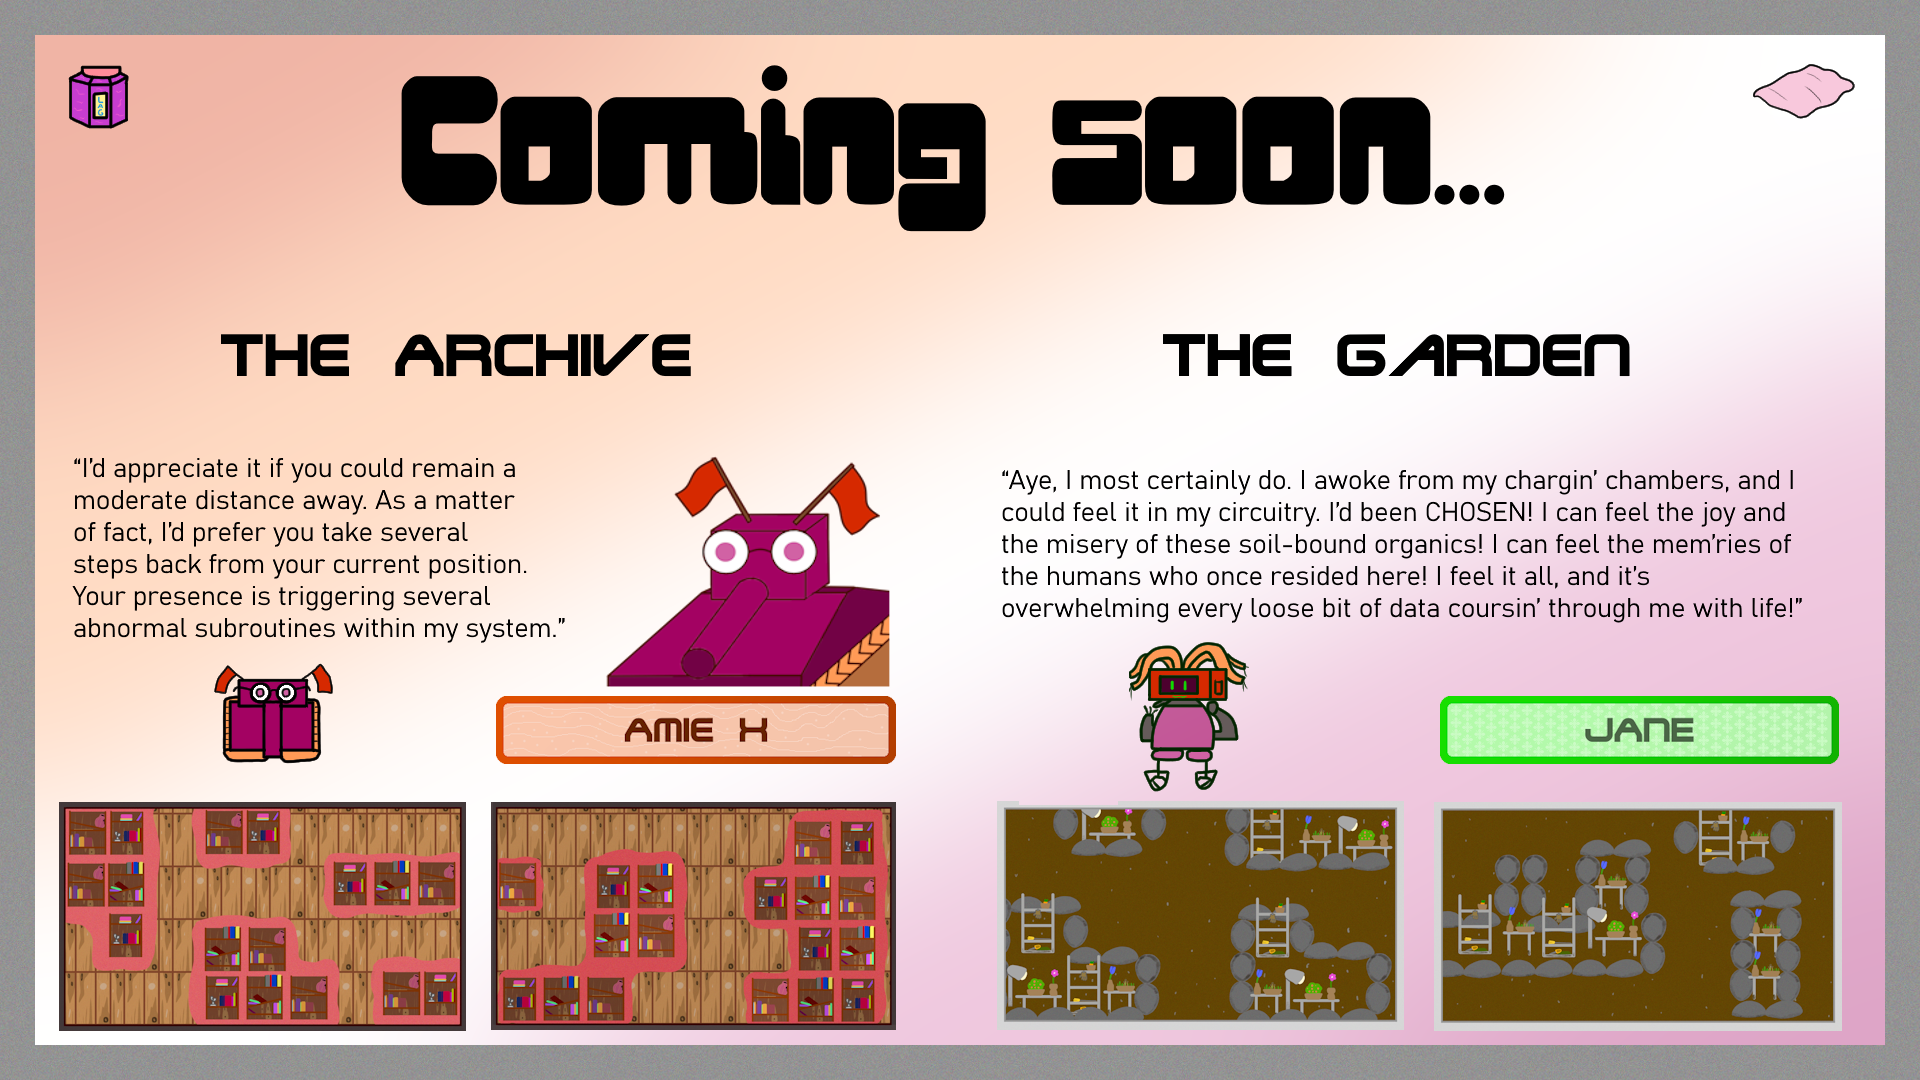 Coming Soon...
THE ARCHIVE
THE GARDEN
“I’d appreciate it if you could remain a
moderate distance away. As a matter
of fact, I’d prefer you take several
steps back from your current position.
Your presence is triggering several
abnormal subroutines within my system.”
AMIE X
“Aye, I most certainly do. I awoke from my chargin’ chambers, and I
could feel it in my circuitry. I’d been CHOSEN! I can feel the joy and
the misery of these soil-bound organics! I can feel the mem’ries of
the humans who once resided here! I feel it all, and it’s
overwhelming every loose bit of data coursin’ through me with life!”
JANE